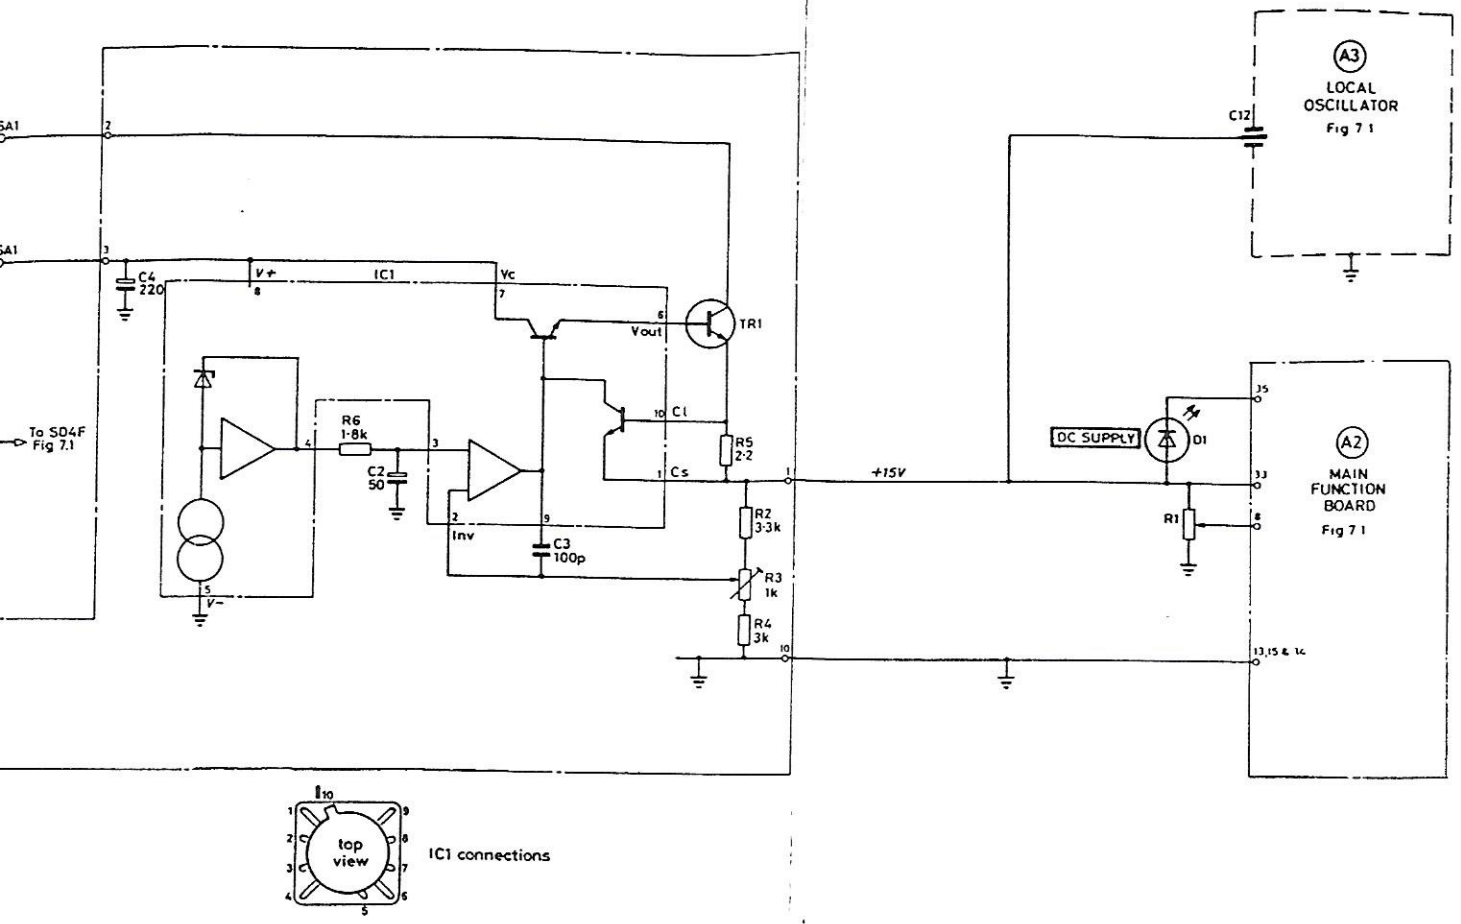 A3
LOCAL
OSCILLATOR
Fig 7.1
C12
SA1
2
SA1
3
C4
220
V+
8
IC1
Vc
7
6
Vout
TR1
To S04F
Fig 7.1
R6
1·8k
4
3
C2
50
10
CL
R5
2·2
1
Cs
1
+15V
DC SUPPLY
D1
35
33
8
R1
A2
MAIN
FUNCTION
BOARD
Fig 7.1
2
Inv
9
C3
100p
R2
3·3k
R3
1k
R4
3k
5
V-
10
13,15 &
10
1
2
3
4
5
6
7
8
9
top
view
IC1 connections